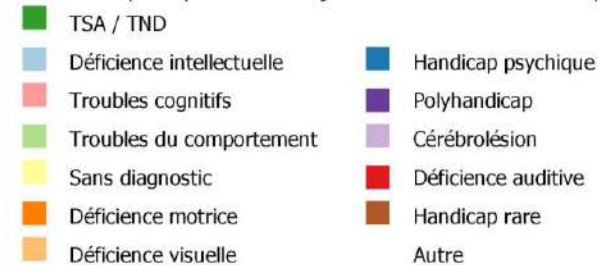 TSA / TND
Déficience intellectuelle
Troubles cognitifs
Troubles du comportement
Sans diagnostic
Déficience motrice
Déficience visuelle
Handicap psychique
Polyhandicap
Cérébrolésion
Déficience auditive
Handicap rare
Autre